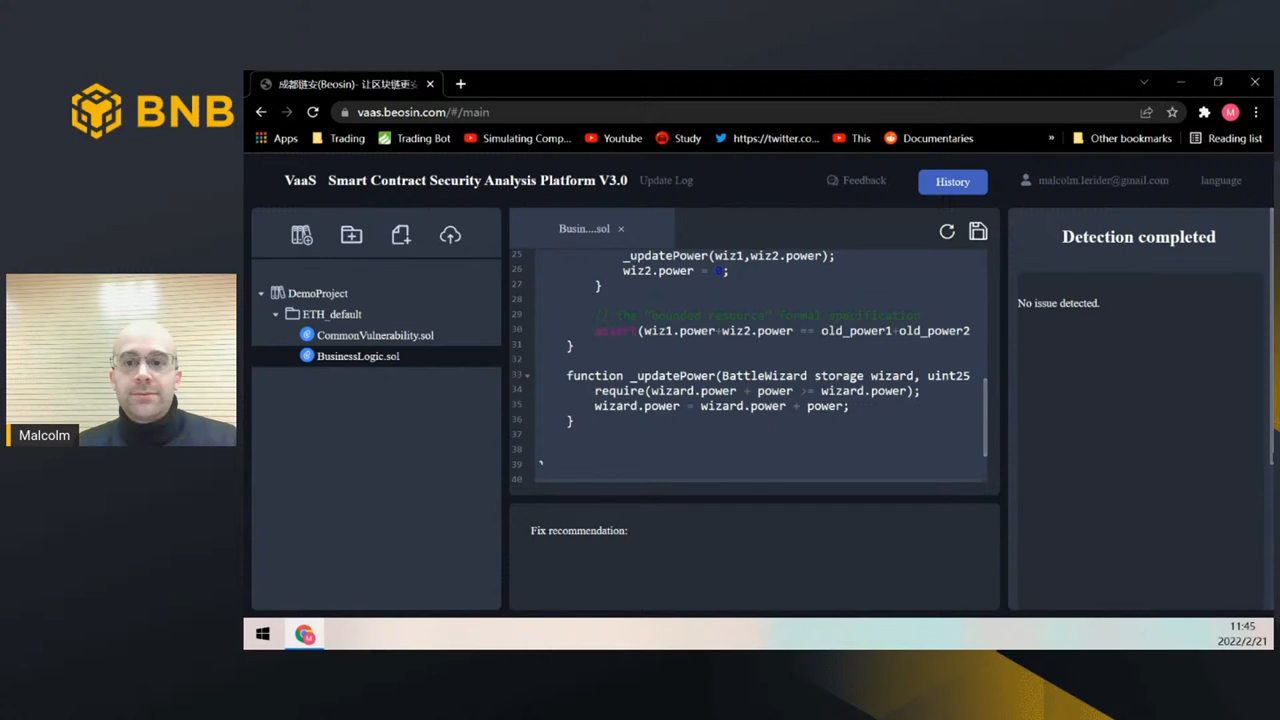 BNB
成都链安(Beosin)- 让区块链更安
vaas.beosin.com/#/main
Apps
Trading
Trading Bot
Simulating Comp...
Youtube
Study
https://twitter.co...
This
Documentaries
»
Other bookmarks
Reading list
M
VaaS Smart Contract Security Analysis Platform V3.0
Update Log
Feedback
History
malcolm.lerider@gmail.com
language
DemoProject
ETH_default
CommonVulnerability.sol
BusinessLogic.sol
Busin....sol ×
25 _updatePower(wiz1,wiz2.power);
26 wiz2.power = 0;
27 }
28
29 // the "bounded resource" formal specification
30 assert(wiz1.power+wiz2.power == old_power1+old_power2
31 }
32
33 function _updatePower(BattleWizard storage wizard, uint25
34 require(wizard.power + power >= wizard.power);
35 wizard.power = wizard.power + power;
36 }
37
38
39
40
Fix recommendation:
Detection completed
No issue detected.
Malcolm
M
11:45
2022/2/21